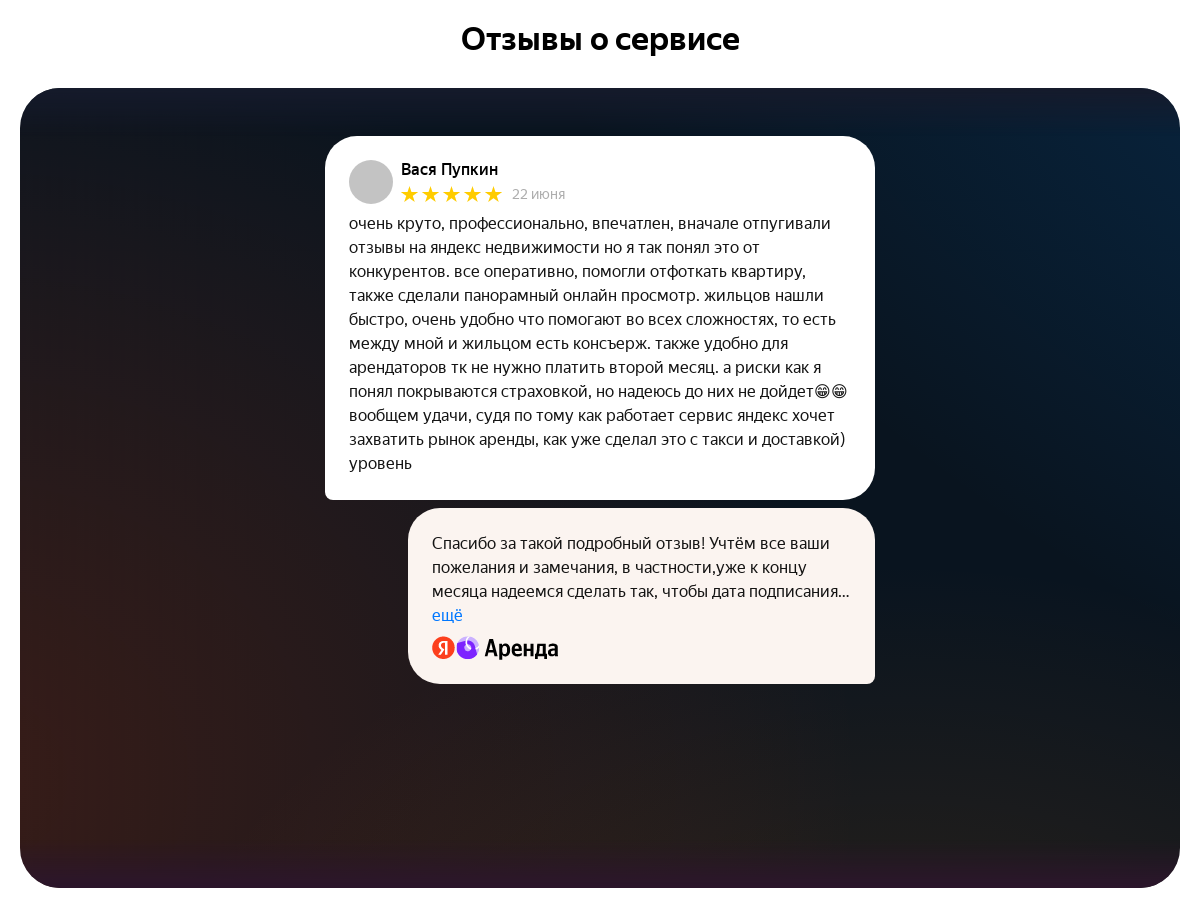 Отзывы о сервисе
Вася Пупкин
22 июня
очень круто, профессионально, впечатлен, вначале отпугивали
отзывы на яндекс недвижимости но я так понял это от
конкурентов. все оперативно, помогли отфоткать квартиру,
также сделали панорамный онлайн просмотр. жильцов нашли
быстро, очень удобно что помогают во всех сложностях, то есть
между мной и жильцом есть консъерж. также удобно для
арендаторов тк не нужно платить второй месяц. а риски как я
понял покрываются страховкой, но надеюсь до них не дойдет😁😁
вообщем удачи, судя по тому как работает сервис яндекс хочет
захватить рынок аренды, как уже сделал это с такси и доставкой)
уровень
Спасибо за такой подробный отзыв! Учтём все ваши
пожелания и замечания, в частности,уже к концу
месяца надеемся сделать так, чтобы дата подписания...
ещё
Я Аренда